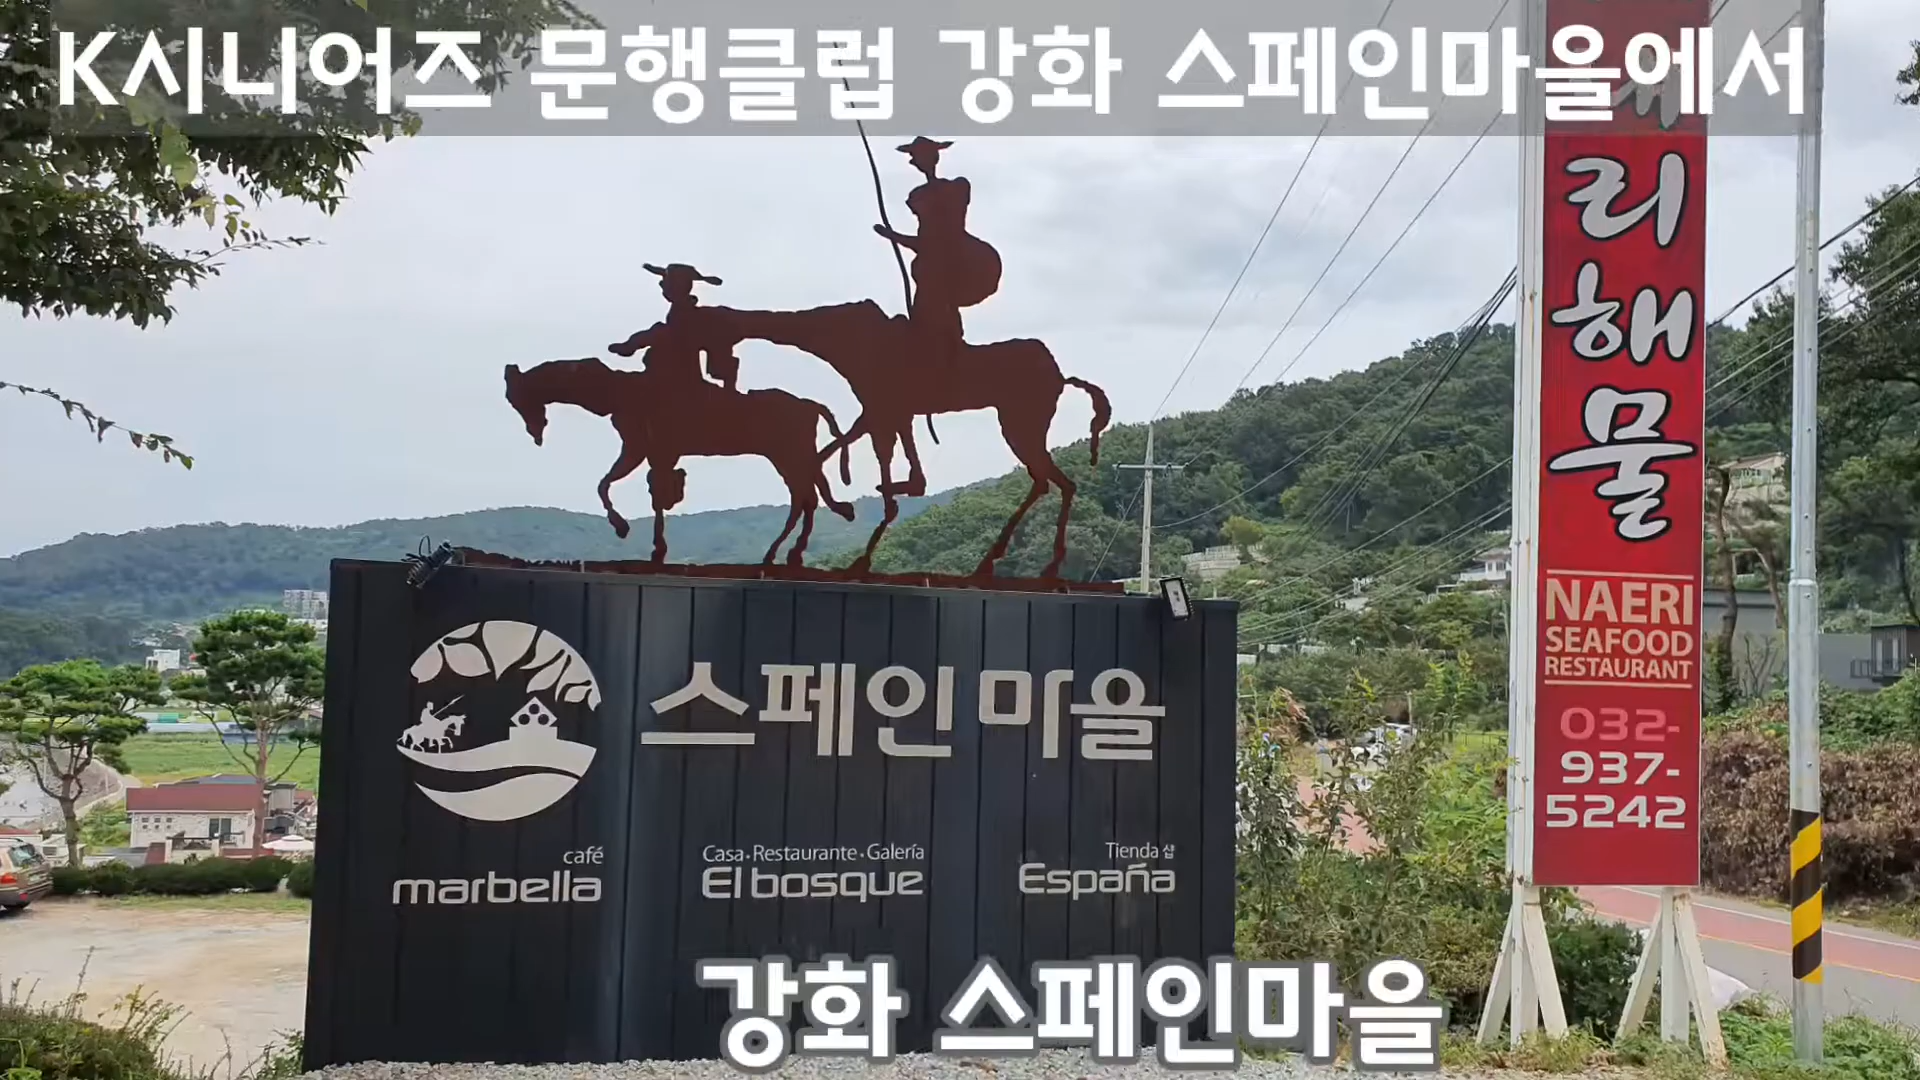 K시니어즈 문행클럽 강화 스페인마을에서
리해물
NAERI
SEAFOOD
RESTAURANT
032-
937-
5242
스페인 마을
café
marbella
Casa·Restaurante·Galería
El bosque
Tienda 샵
España
강화 스페인마을